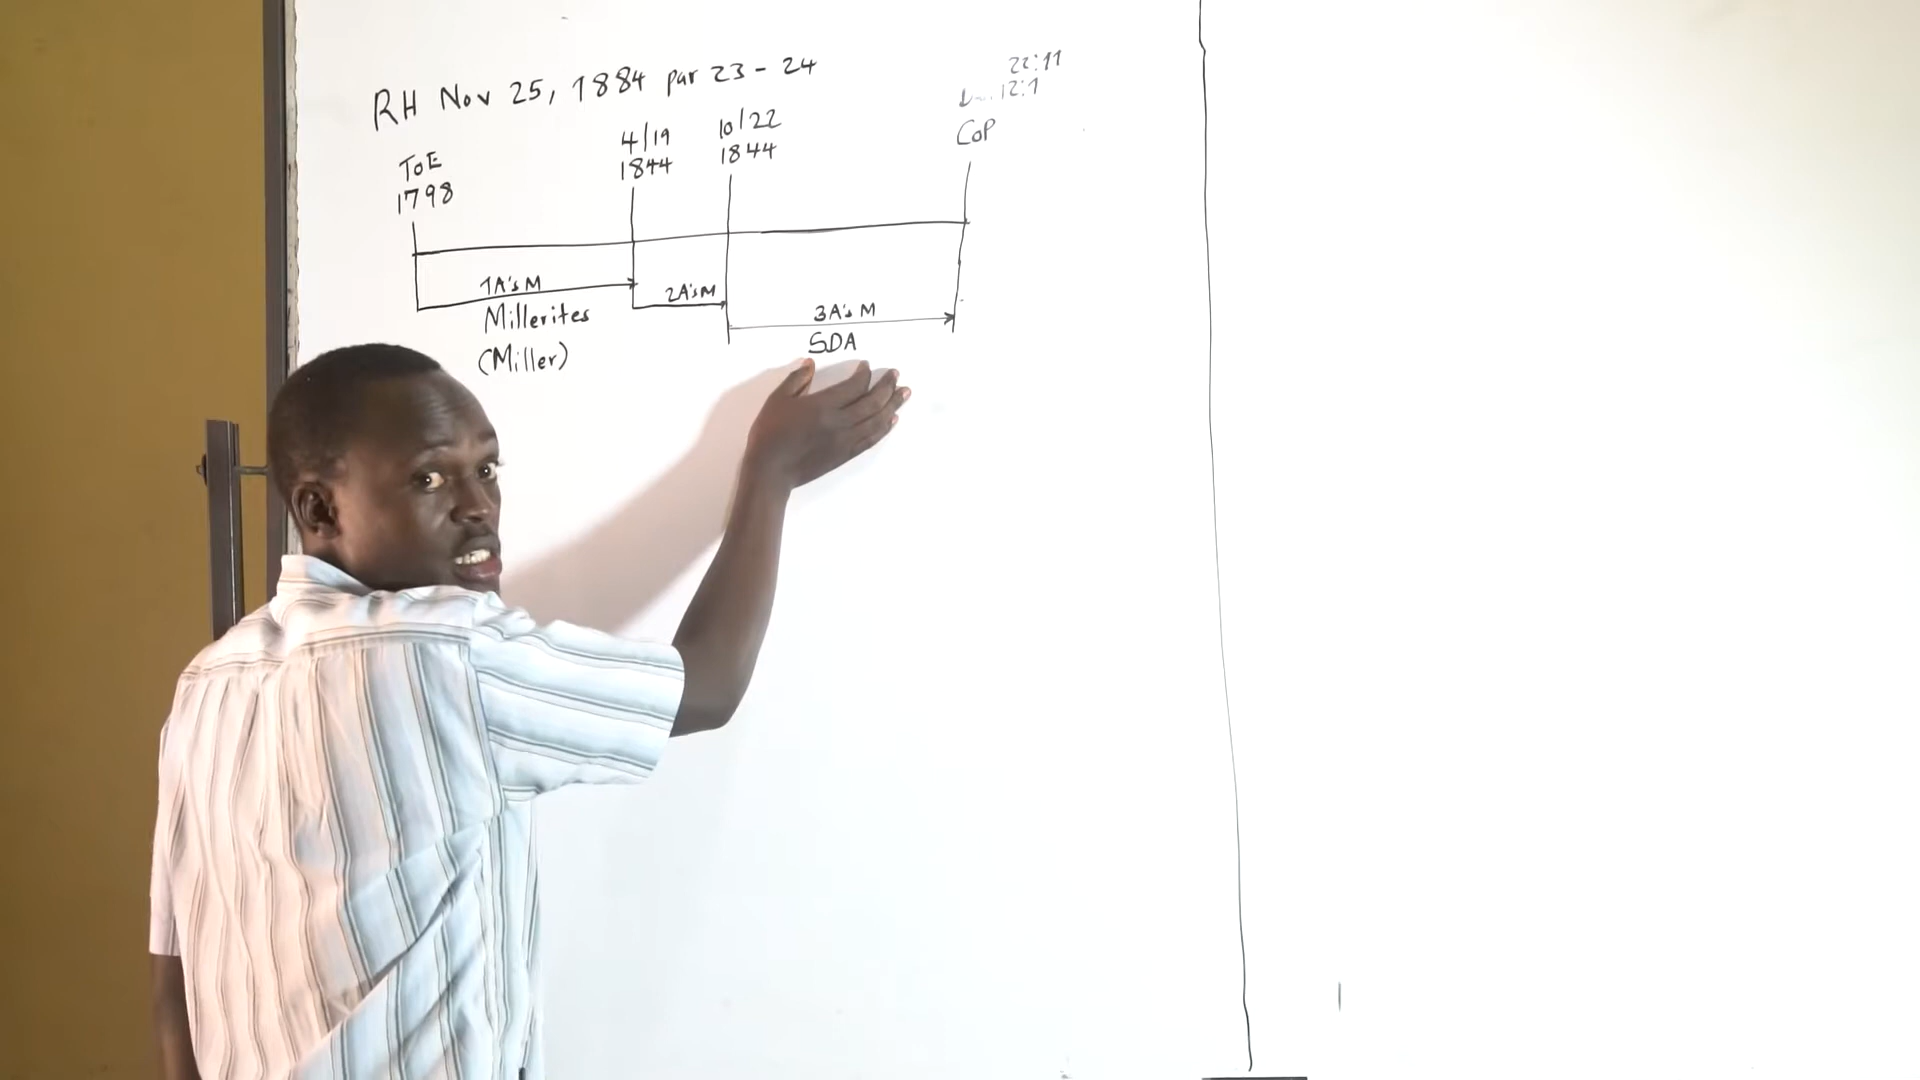 RH Nov 25, 1884 par 23 - 24
22:11
12:1
CoP
4/19
1844
10/22
1844
ToE
1798
1A's M
Millerites
(Miller)
2A's M
3A's M
SDA